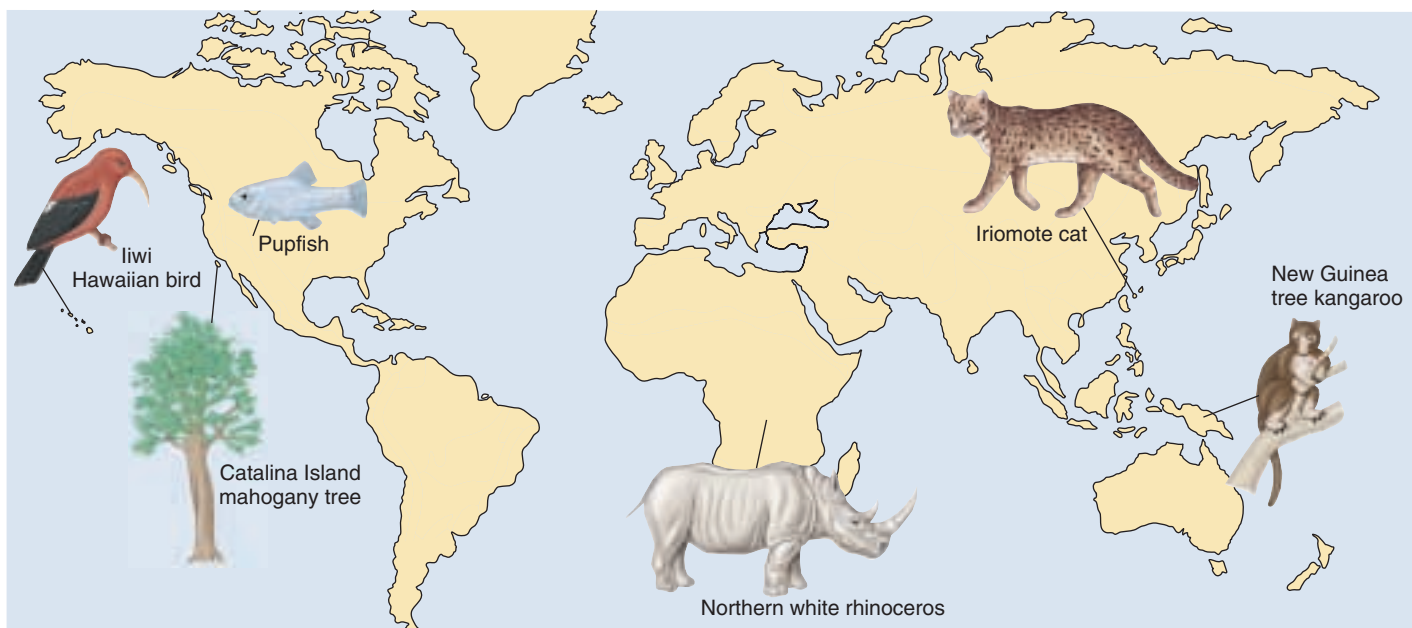 Iiwi
Hawaiian bird
Pupfish
Catalina Island
mahogany tree
Northern white rhinoceros
Iriomote cat
New Guinea
tree kangaroo